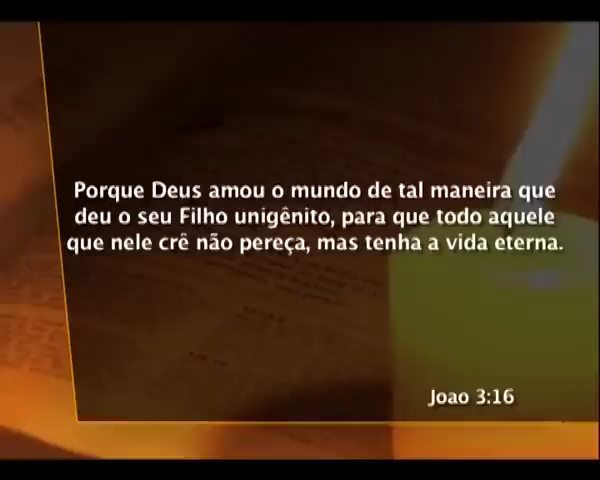 Porque Deus amou o mundo de tal maneira que
deu o seu Filho unigênito, para que todo aquele
que nele crê não pereça, mas tenha a vida eterna.
Joao 3:16